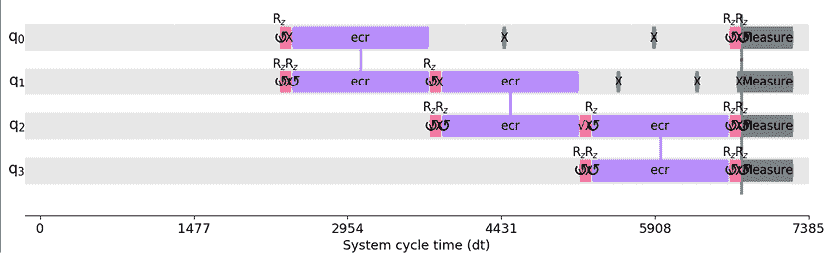 Rz RzRz
q0 X ecr X X X Measure
RzRz Rz
q1 X ecr X ecr X X X Measure
RzRz Rz RzRz
q2 X ecr √X ecr X Measure
RzRz RzRz
q3 X ecr X Measure
0 1477 2954 4431 5908 7385
System cycle time (dt)